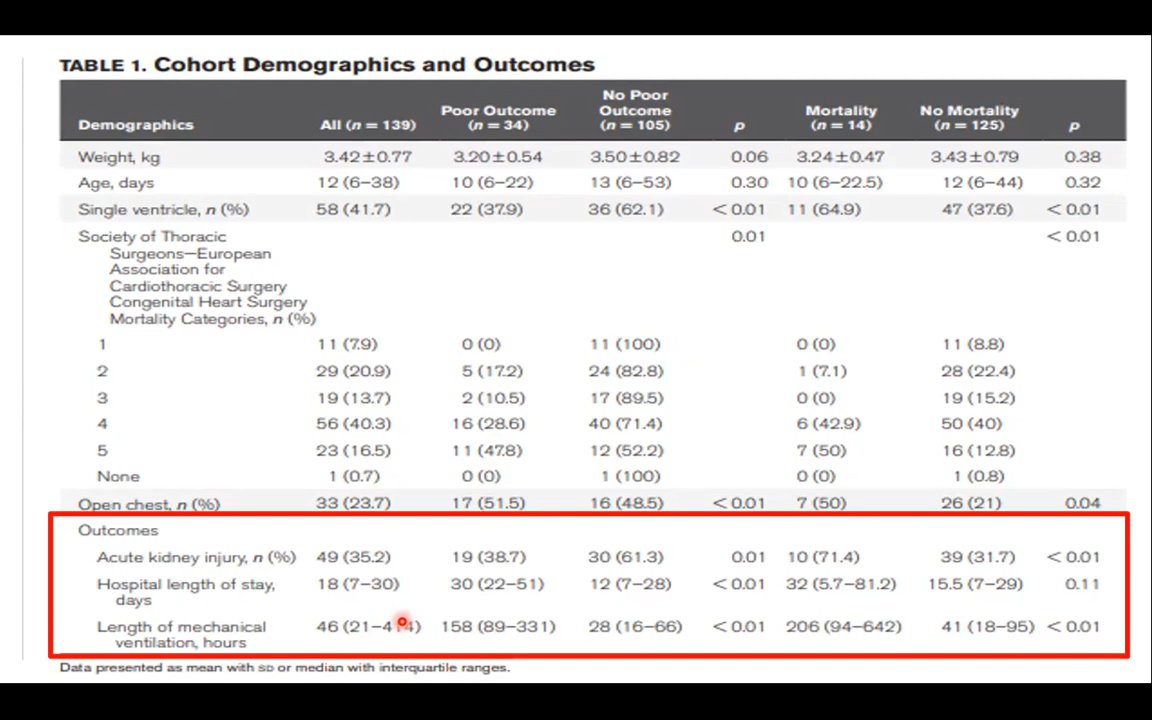 TABLE 1. Cohort Demographics and Outcomes
No Poor
Poor Outcome Outcome Mortality No Mortality
Demographics All (n = 139) (n = 34) (n = 105) p (n = 14) (n = 125) p
Weight, kg 3.42±0.77 3.20±0.54 3.50±0.82 0.06 3.24±0.47 3.43±0.79 0.38
Age, days 12 (6–38) 10 (6–22) 13 (6–53) 0.30 10 (6–22.5) 12 (6–44) 0.32
Single ventricle, n (%) 58 (41.7) 22 (37.9) 36 (62.1) < 0.01 11 (64.9) 47 (37.6) < 0.01
Society of Thoracic 0.01 < 0.01
Surgeons–European
Association for
Cardiothoracic Surgery
Congenital Heart Surgery
Mortality Categories, n (%)
1 11 (7.9) 0 (0) 11 (100) 0 (0) 11 (8.8)
2 29 (20.9) 5 (17.2) 24 (82.8) 1 (7.1) 28 (22.4)
3 19 (13.7) 2 (10.5) 17 (89.5) 0 (0) 19 (15.2)
4 56 (40.3) 16 (28.6) 40 (71.4) 6 (42.9) 50 (40)
5 23 (16.5) 11 (47.8) 12 (52.2) 7 (50) 16 (12.8)
None 1 (0.7) 0 (0) 1 (100) 0 (0) 1 (0.8)
Open chest, n (%) 33 (23.7) 17 (51.5) 16 (48.5) < 0.01 7 (50) 26 (21) 0.04
Outcomes
Acute kidney injury, n (%) 49 (35.2) 19 (38.7) 30 (61.3) 0.01 10 (71.4) 39 (31.7) < 0.01
Hospital length of stay, 18 (7–30) 30 (22–51) 12 (7–28) < 0.01 32 (5.7–81.2) 15.5 (7–29) 0.11
days
Length of mechanical 46 158 (89–331) 28 (16–66) < 0.01 206 (94–642) 41 (18–95) < 0.01
ventilation, hours
Data presented as mean with SD or median with interquartile ranges.